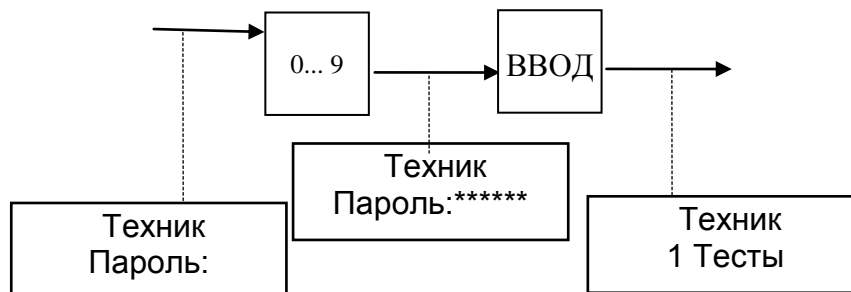 0... 9
ВВОД
Техник
Пароль:
Техник
Пароль:******
Техник
1 Тесты